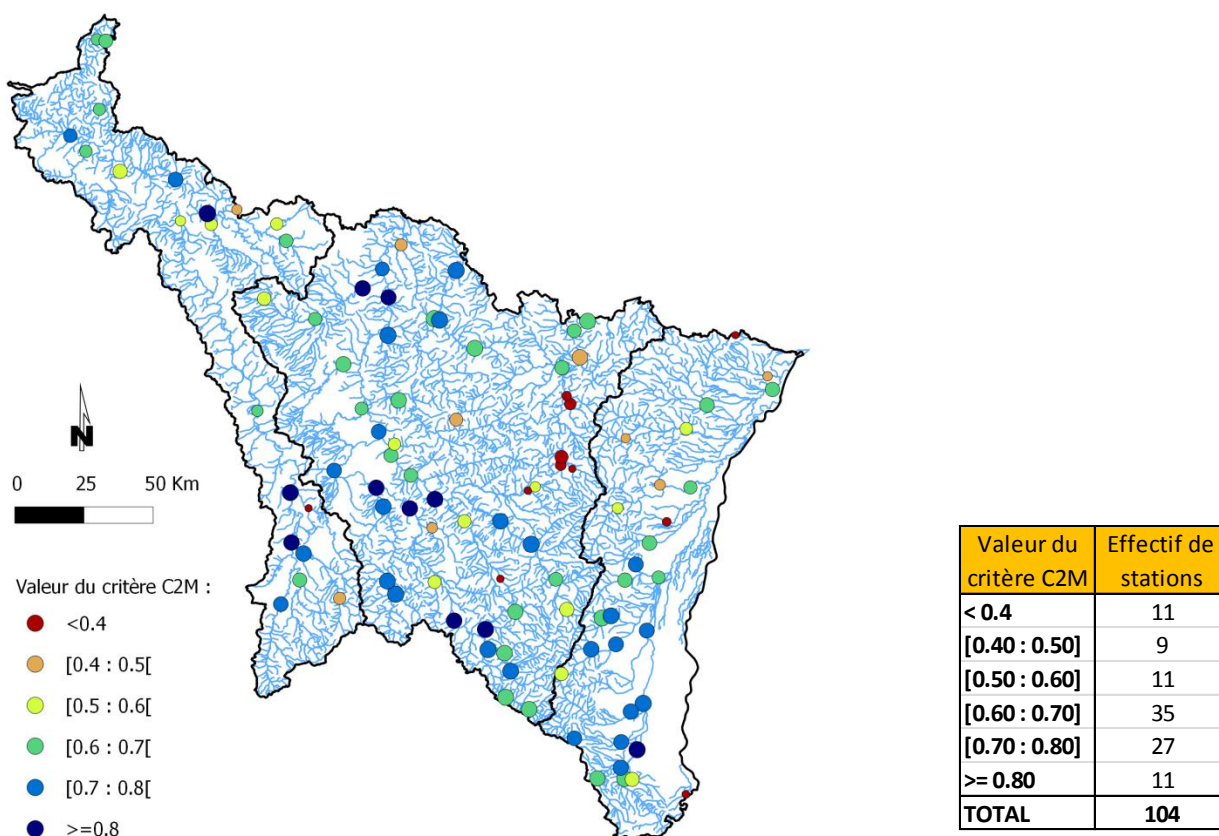 N
0 25 50 Km
Valeur du critère C2M :
<0.4
[0.4 : 0.5[
[0.5 : 0.6[
[0.6 : 0.7[
[0.7 : 0.8[
>=0.8
Valeur du critère C2M Effectif de stations
< 0.4 11
[0.40 : 0.50] 9
[0.50 : 0.60] 11
[0.60 : 0.70] 35
[0.70 : 0.80] 27
>= 0.80 11
TOTAL 104